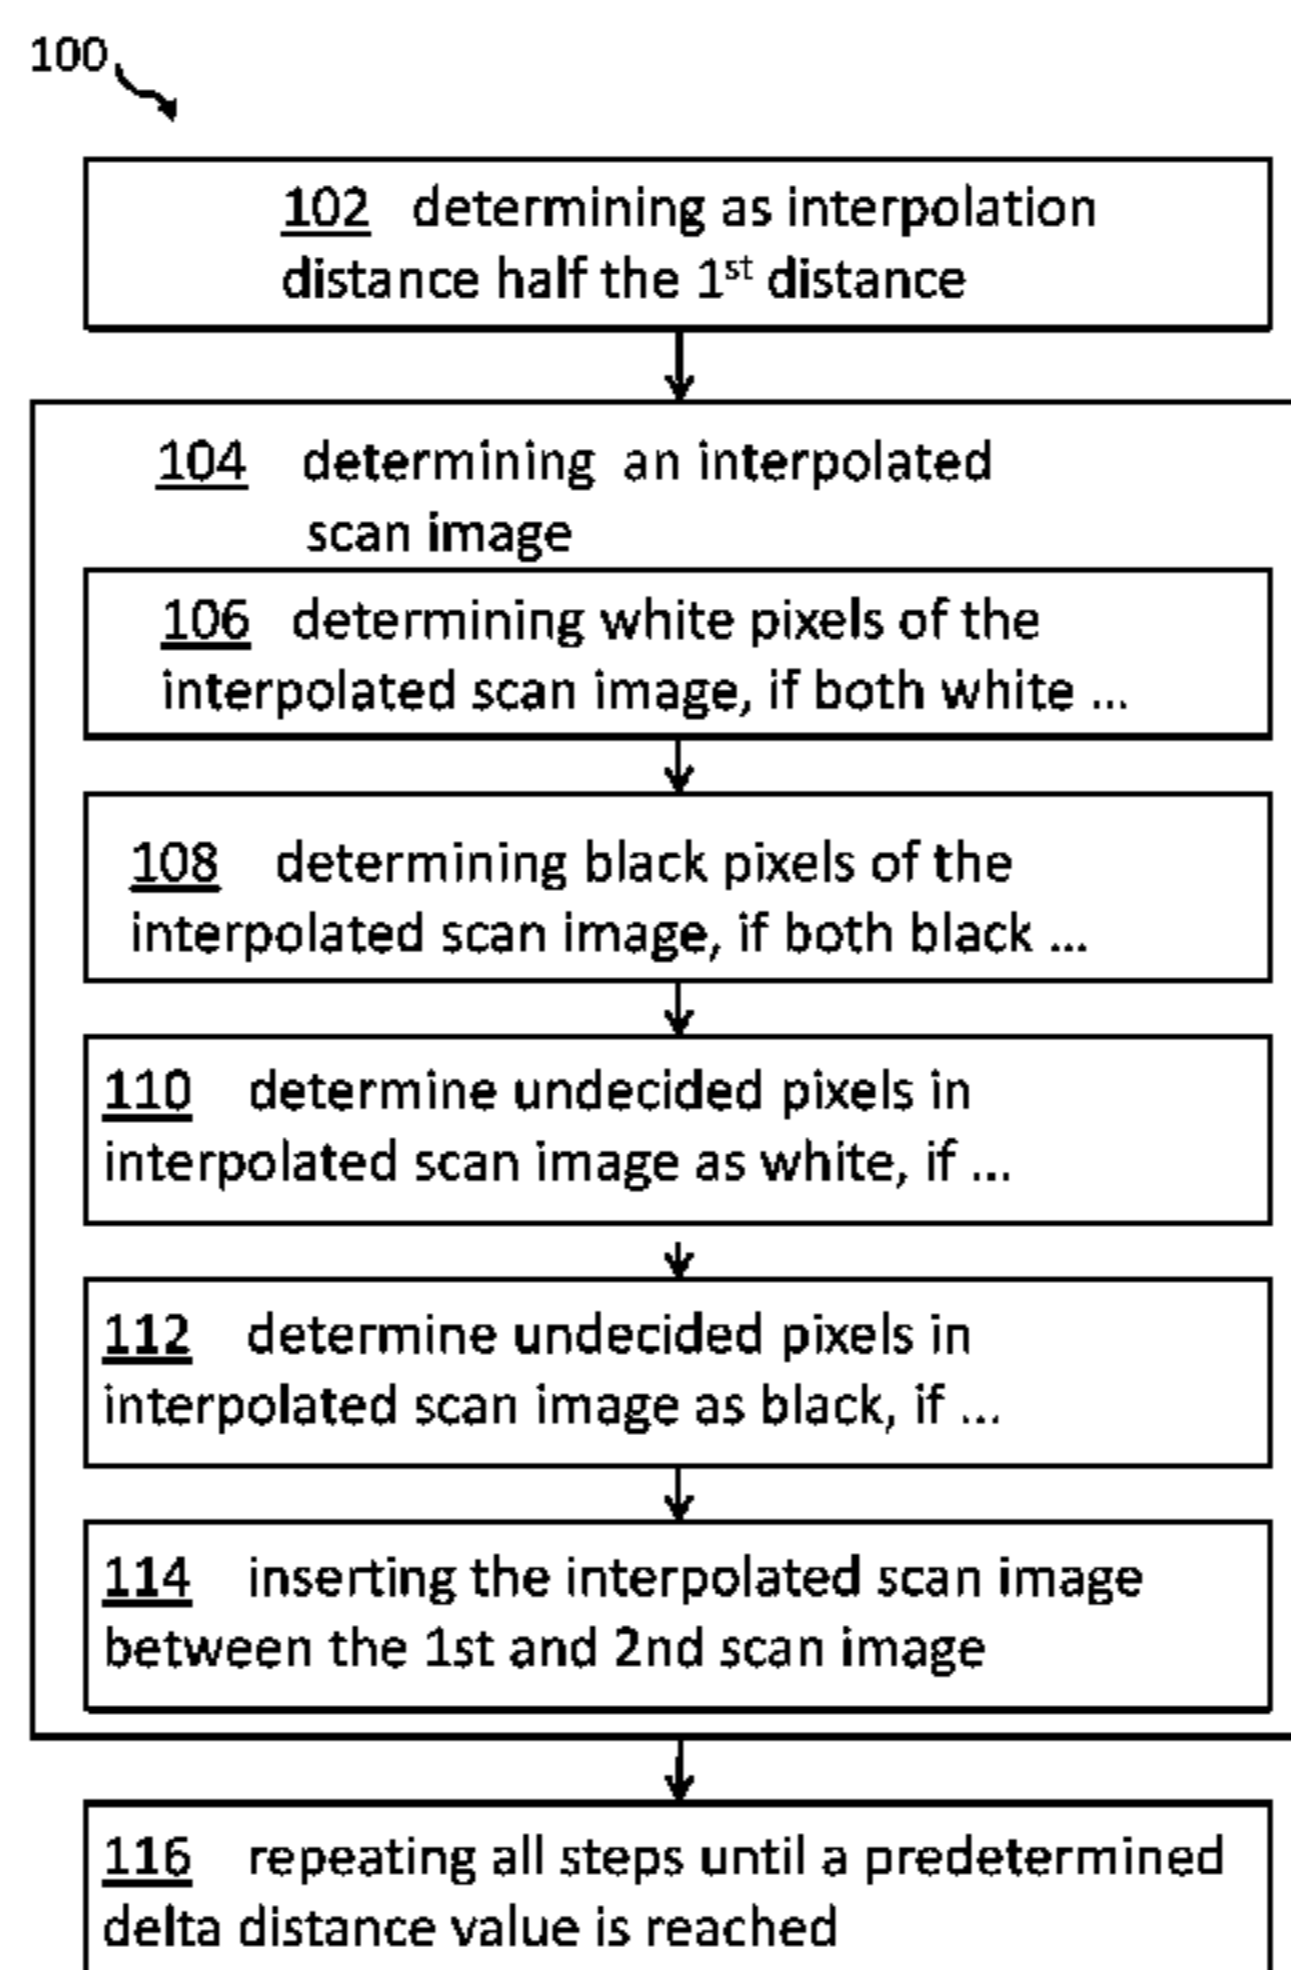 100
102 determining as interpolation
distance half the 1st distance
104 determining an interpolated
scan image
106 determining white pixels of the
interpolated scan image, if both white ...
108 determining black pixels of the
interpolated scan image, if both black ...
110 determine undecided pixels in
interpolated scan image as white, if ...
112 determine undecided pixels in
interpolated scan image as black, if ...
114 inserting the interpolated scan image
between the 1st and 2nd scan image
116 repeating all steps until a predetermined
delta distance value is reached